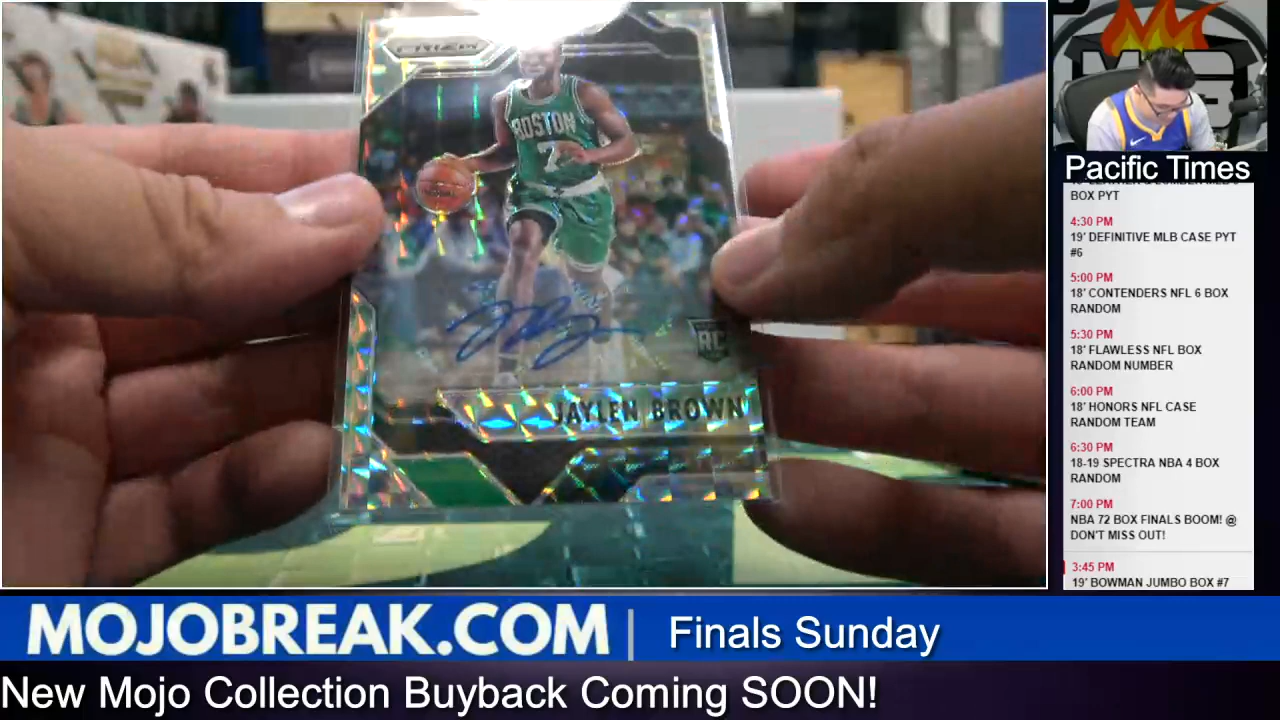 PRIZM
BOSTON
7
RC
JAYLEN BROWN
Pacific Times
BOX PYT
4:30 PM
19' DEFINITIVE MLB CASE PYT
#6
5:00 PM
18' CONTENDERS NFL 6 BOX
RANDOM
5:30 PM
18' FLAWLESS NFL BOX
RANDOM NUMBER
6:00 PM
18' HONORS NFL CASE
RANDOM TEAM
6:30 PM
18-19 SPECTRA NBA 4 BOX
RANDOM
7:00 PM
NBA 72 BOX FINALS BOOM! @
DON'T MISS OUT!
3:45 PM
19' BOWMAN JUMBO BOX #7
MOJOBREAK.COM | Finals Sunday
New Mojo Collection Buyback Coming SOON!